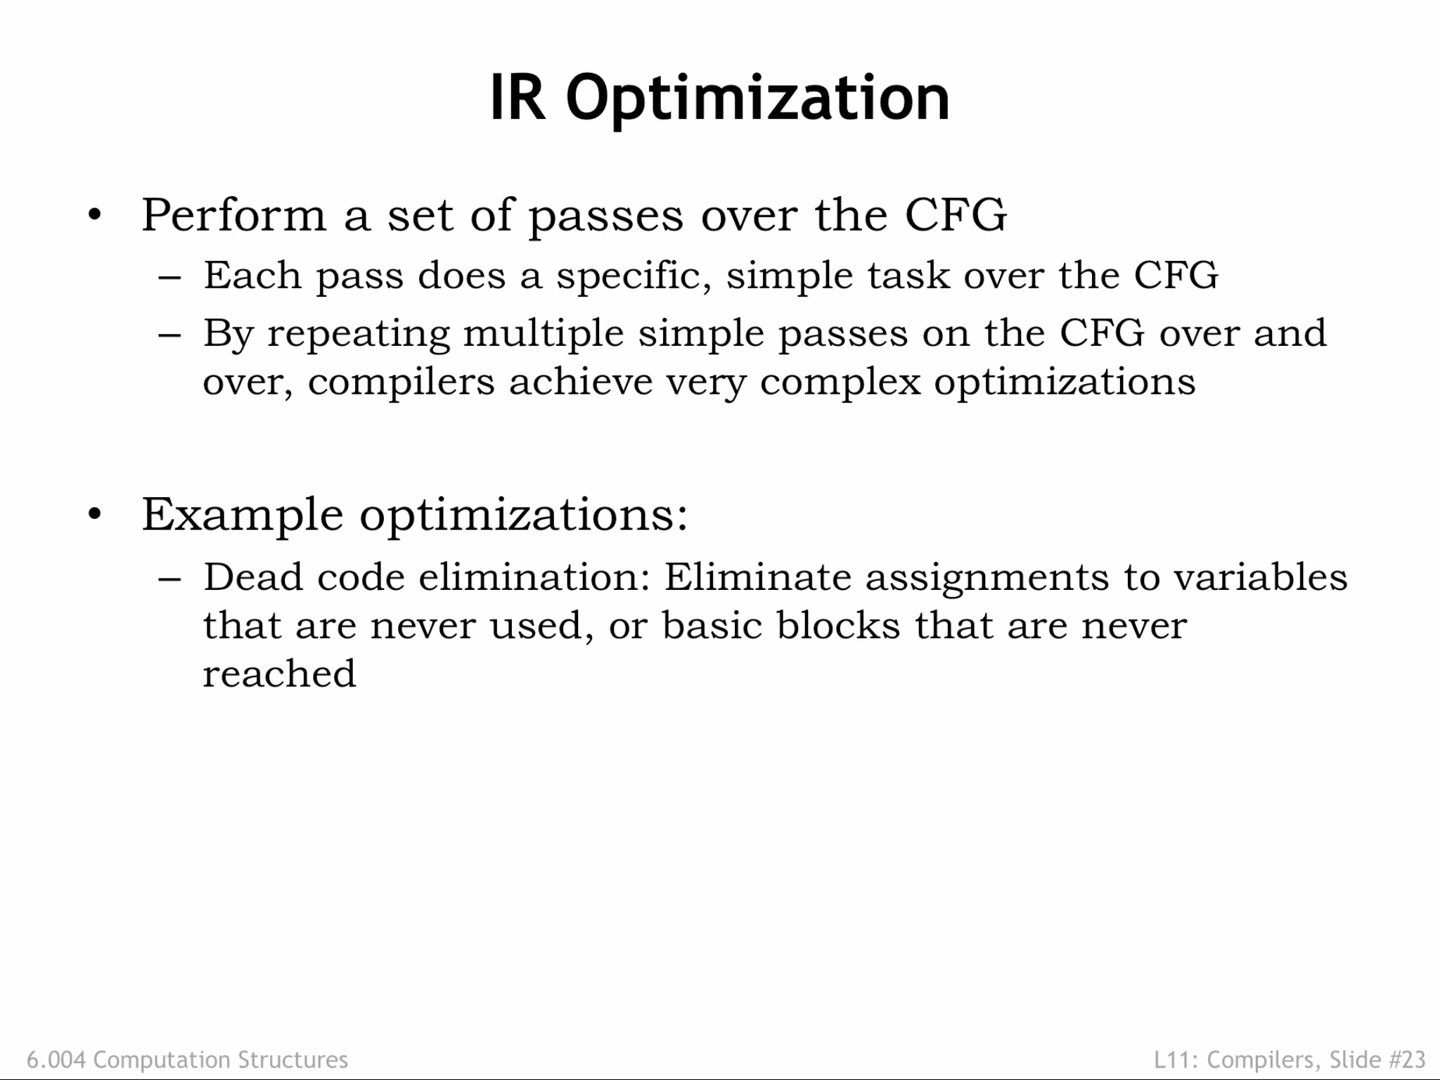 IR Optimization
• Perform a set of passes over the CFG
– Each pass does a specific, simple task over the CFG
– By repeating multiple simple passes on the CFG over and
over, compilers achieve very complex optimizations
• Example optimizations:
– Dead code elimination: Eliminate assignments to variables
that are never used, or basic blocks that are never
reached
6.004 Computation Structures
L11: Compilers, Slide #23